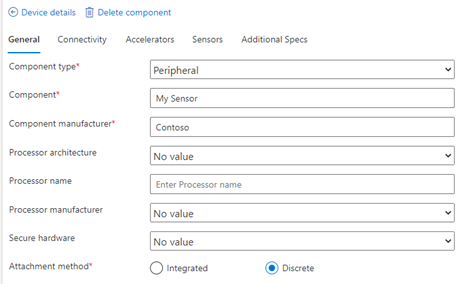 Device details Delete component
General Connectivity Accelerators Sensors Additional Specs
Component type* Peripheral
Component* My Sensor
Component manufacturer* Contoso
Processor architecture No value
Processor name Enter Processor name
Processor manufacturer No value
Secure hardware No value
Attachment method* Integrated Discrete